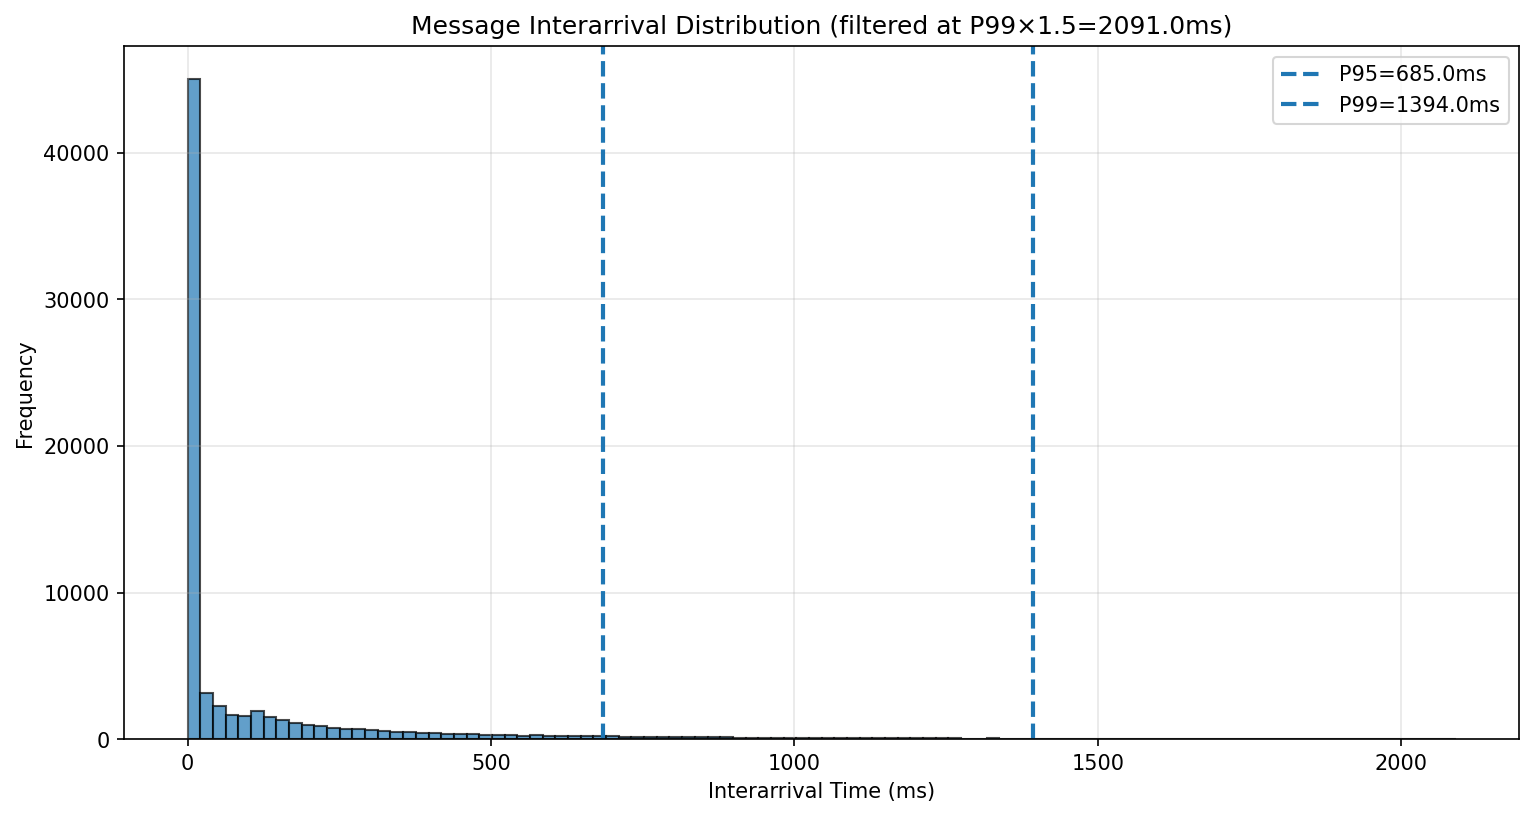 Message Interarrival Distribution (filtered at P99×1.5=2091.0ms)
P95=685.0ms
P99=1394.0ms
Frequency
40000
30000
20000
10000
0
0 500 1000 1500 2000
Interarrival Time (ms)